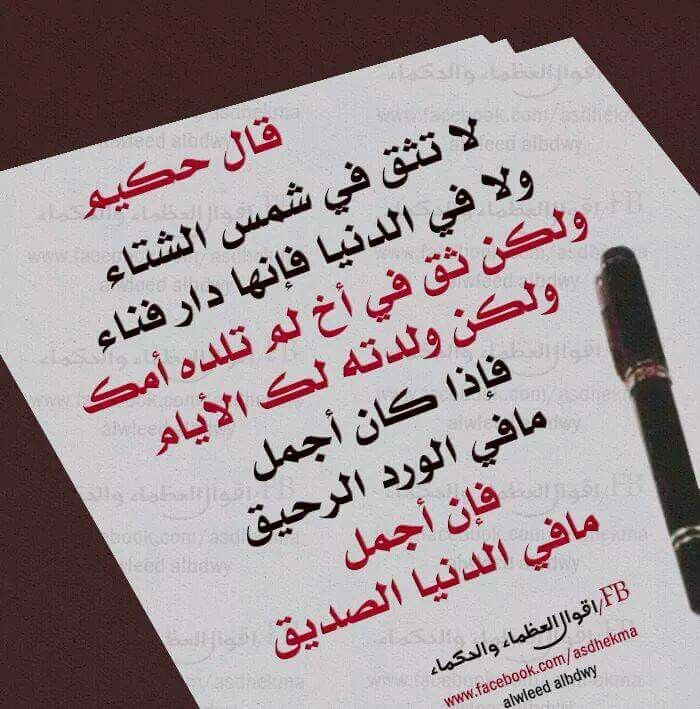 قال حكيم
لا تثق في شمس الشتاء
ولا في الدنيا فإنها دار فناء
ولكن ثق في أخ لم تلده أمك
ولكن ولدته لك الأيام
فاذا كان أجمل
مافي الورد الرحيق
فإن أجمل
مافي الدنيا الصديق
FB/اقوال العظماء والحكماء
www.facebook.com/asdhekma
alwleed albdwy